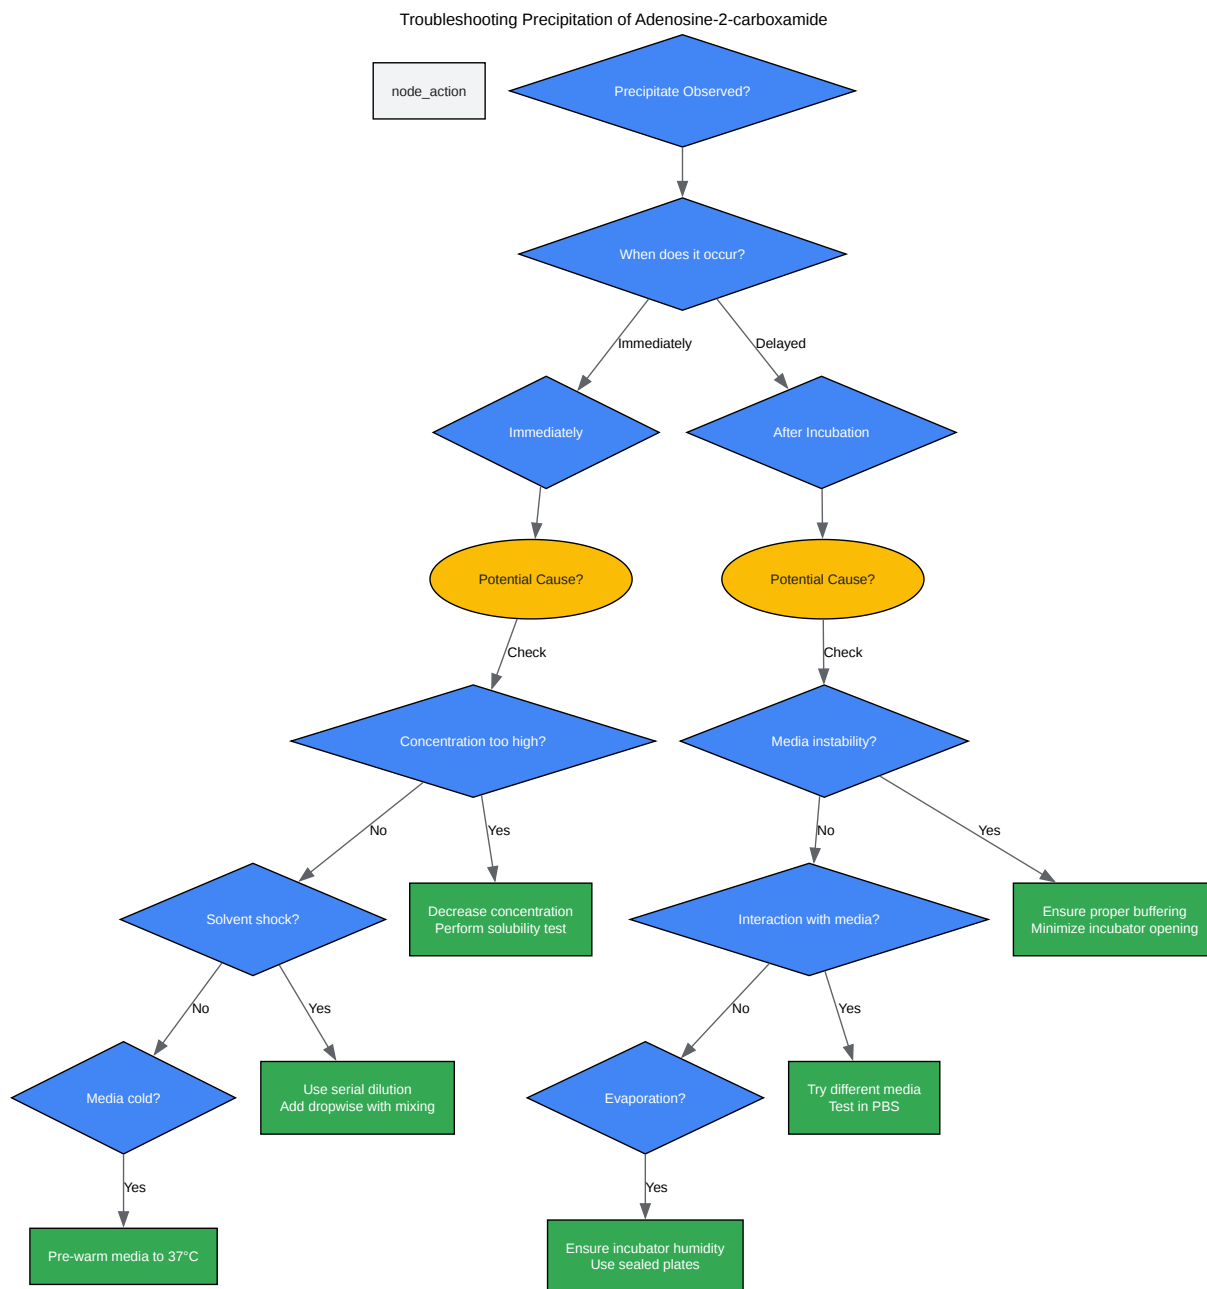 Troubleshooting Precipitation of Adenosine-2-carboxamide
node_action
Precipitate Observed?
When does it occur?
Immediately
Delayed
Immediately
After Incubation
Potential Cause?
Potential Cause?
Check
Check
Concentration too high?
Media instability?
No
Yes
No
Yes
Solvent shock?
Decrease concentration
Perform solubility test
Interaction with media?
Ensure proper buffering
Minimize incubator opening
No
Yes
No
Yes
Media cold?
Use serial dilution
Add dropwise with mixing
Evaporation?
Try different media
Test in PBS
Yes
Yes
Pre-warm media to 37°C
Ensure incubator humidity
Use sealed plates